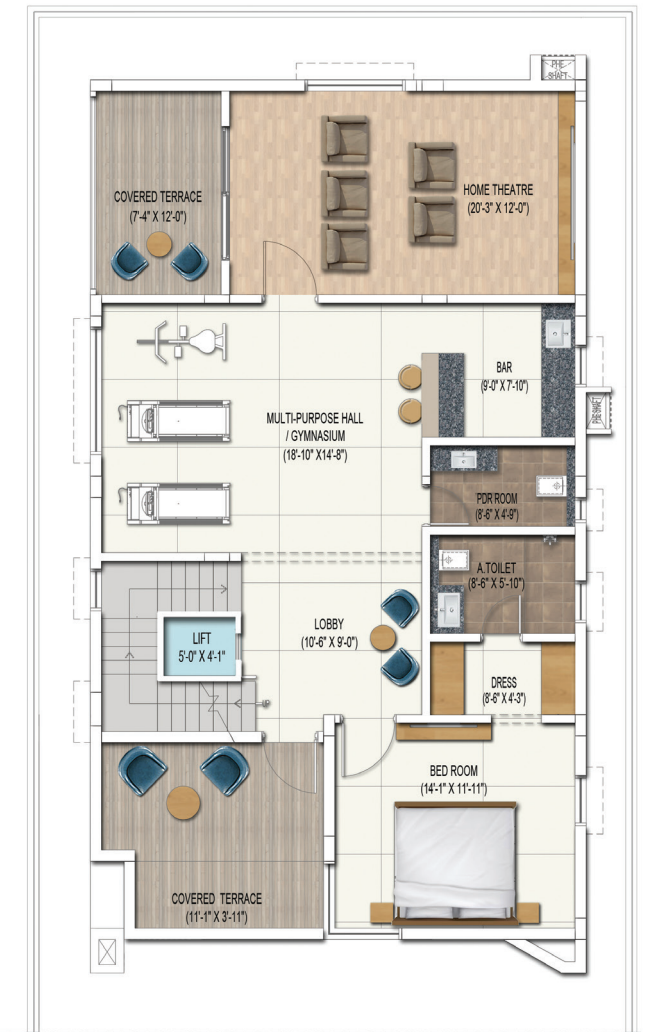 PHE
SHAFT
COVERED TERRACE
(7'-4" X 12'-0")
HOME THEATRE
(20'-3" X 12'-0")
BAR
(9'-0" X 7'-10")
PHE SHAFT
MULTI-PURPOSE HALL
/ GYMNASIUM
(18'-10" X14'-8")
PDR ROOM
(8'-6" X 4'-9")
A.TOILET
(8'-6" X 5'-10")
LOBBY
(10'-6" X 9'-0")
LIFT
5'-0" X 4'-1"
DRESS
(8'-6" X 4'-3")
BED ROOM
(14'-1" X 11'-11")
COVERED TERRACE
(11'-1" X 3'-11")